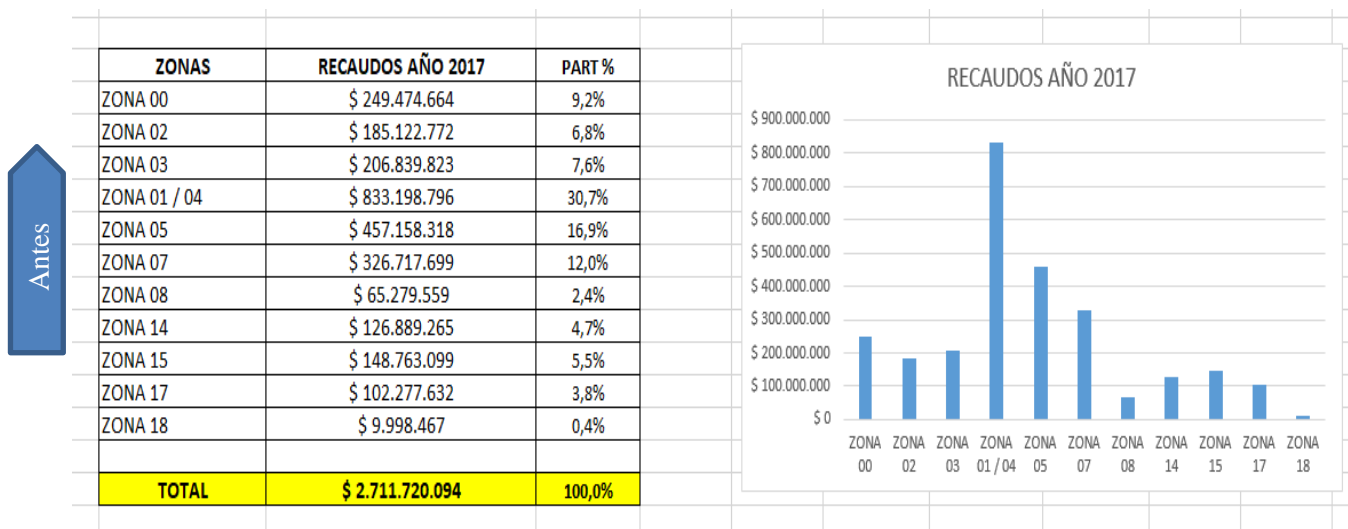 Antes
ZONAS RECAUDOS AÑO 2017 PART %
ZONA 00 $ 249.474.664 9,2%
ZONA 02 $ 185.122.772 6,8%
ZONA 03 $ 206.839.823 7,6%
ZONA 01 / 04 $ 833.198.796 30,7%
ZONA 05 $ 457.158.318 16,9%
ZONA 07 $ 326.717.699 12,0%
ZONA 08 $ 65.279.559 2,4%
ZONA 14 $ 126.889.265 4,7%
ZONA 15 $ 148.763.099 5,5%
ZONA 17 $ 102.277.632 3,8%
ZONA 18 $ 9.998.467 0,4%
TOTAL $ 2.711.720.094 100,0%
RECAUDOS AÑO 2017
$ 900.000.000
$ 800.000.000
$ 700.000.000
$ 600.000.000
$ 500.000.000
$ 400.000.000
$ 300.000.000
$ 200.000.000
$ 100.000.000
$ 0
ZONA ZONA ZONA ZONA ZONA ZONA ZONA ZONA ZONA ZONA ZONA
00 02 03 01 / 04 05 07 08 14 15 17 18